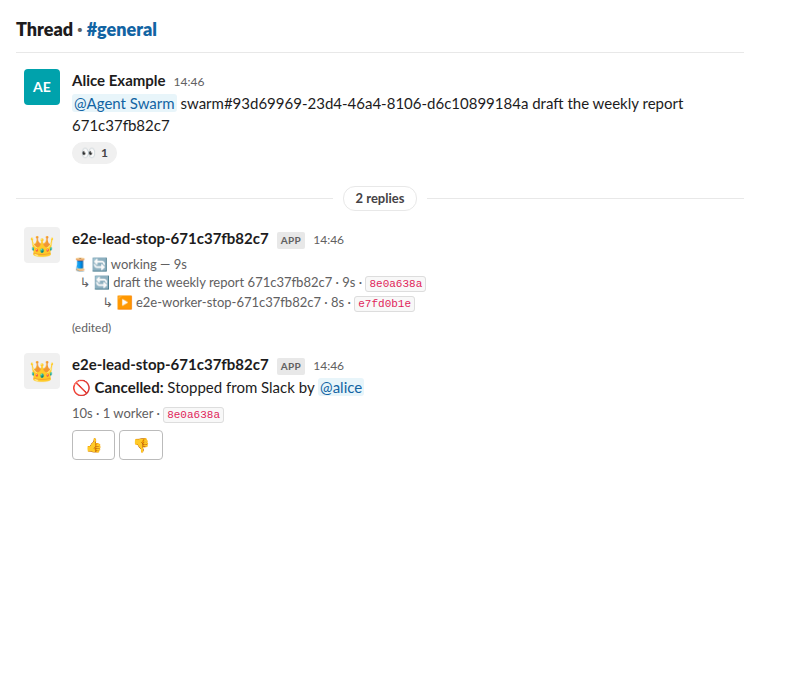 Thread • #general
AE
Alice Example 14:46
@Agent Swarm swarm#93d69969-23d4-46a4-8106-d6c10899184a draft the weekly report
671c37fb82c7
👀 1
2 replies
e2e-lead-stop-671c37fb82c7 APP 14:46
🧵 🔄 working — 9s
↳ 🔄 draft the weekly report 671c37fb82c7 · 9s · 8e0a638a
↳ ▶️ e2e-worker-stop-671c37fb82c7 · 8s · e7fd0b1e
(edited)
e2e-lead-stop-671c37fb82c7 APP 14:46
🚫 Cancelled: Stopped from Slack by @alice
10s · 1 worker · 8e0a638a
👍 👎